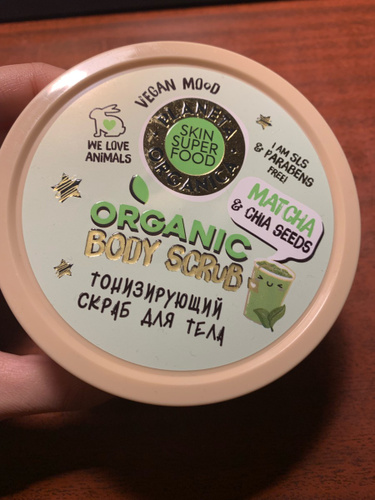 VEGAN MOOD
WE LOVE
ANIMALS
PLANETA
SKIN
SUPER
FOOD
ORGANICA
I AM SLS
& PARABENS
FREE!
MATCHA
& CHIA SEEDS
ORGANIC
BODY SCRUB
ТОНИЗИРУЮЩИЙ
СКРАБ ДЛЯ ТЕЛА